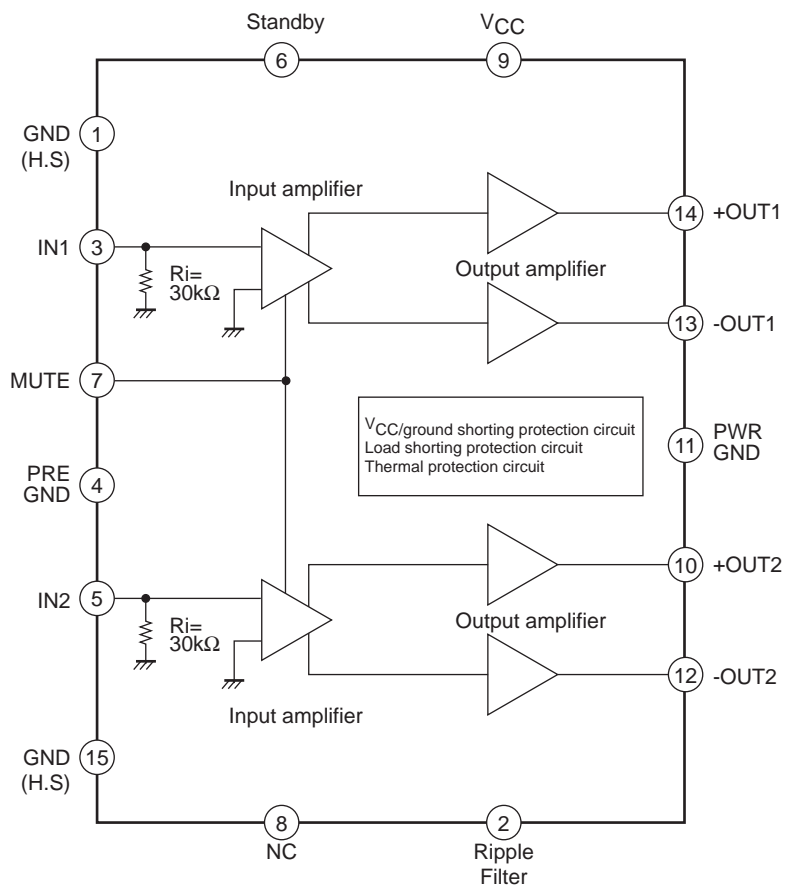 Standby
VCC
6
9
GND
(H.S)
1
Input amplifier
14
+OUT1
IN1
3
Ri=
30kΩ
Output amplifier
13
-OUT1
MUTE
7
VCC/ground shorting protection circuit
Load shorting protection circuit
Thermal protection circuit
11
PWR
GND
PRE
GND
4
10
+OUT2
IN2
5
Ri=
30kΩ
Output amplifier
12
-OUT2
Input amplifier
GND
(H.S)
15
8
NC
2
Ripple
Filter